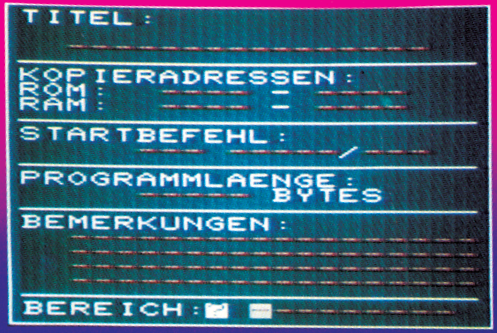 TITEL:
KOPIERADRESSEN:
ROM: -
RAM: -
STARTBEFEHL:
/
PROGRAMMLAENGE:
BYTES
BEMERKUNGEN:
BEREICH:? -